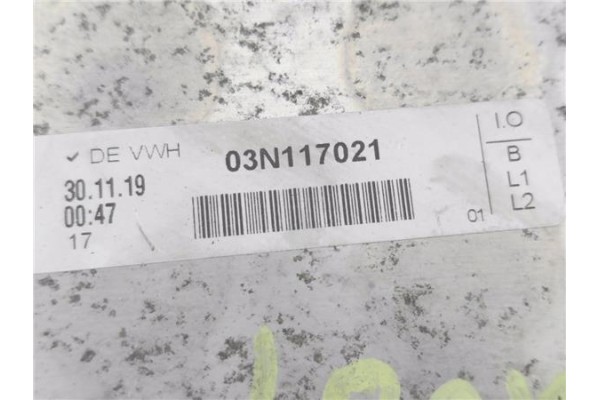 ✓ DE VWH
30.11.19
00:47
17
03N117021
01
I.O
B
L1
L2